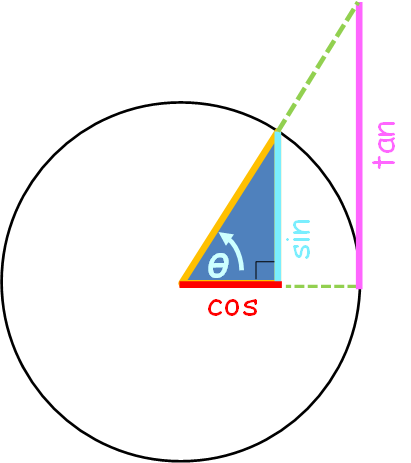 tan
sin
θ
cos